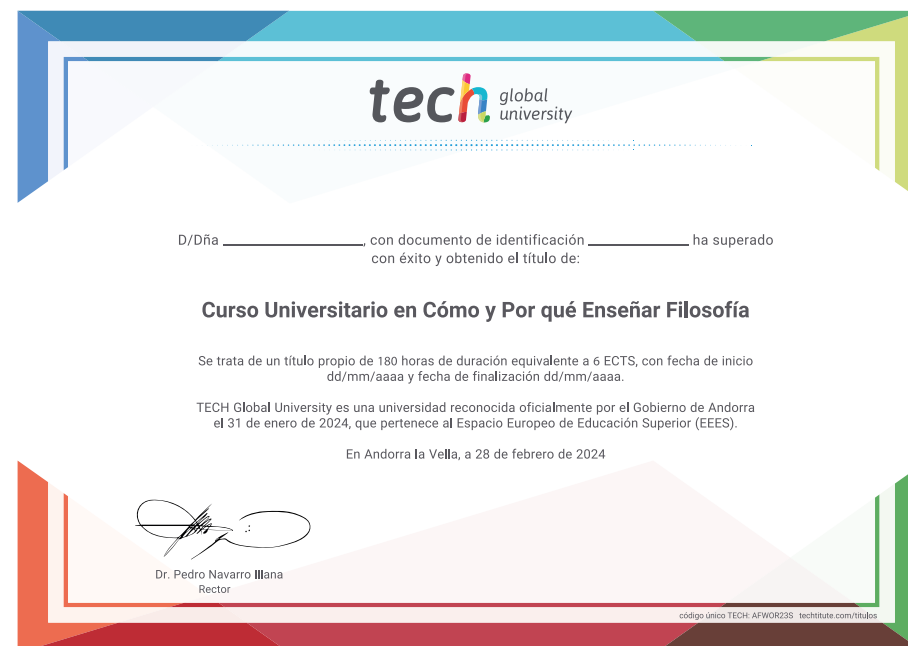 tech global university
D/Dña ________________, con documento de identificación ____________ ha superado
con éxito y obtenido el título de:
Curso Universitario en Cómo y Por qué Enseñar Filosofía
Se trata de un título propio de 180 horas de duración equivalente a 6 ECTS, con fecha de inicio
dd/mm/aaaa y fecha de finalización dd/mm/aaaa.
TECH Global University es una universidad reconocida oficialmente por el Gobierno de Andorra
el 31 de enero de 2024, que pertenece al Espacio Europeo de Educación Superior (EEES).
En Andorra la Vella, a 28 de febrero de 2024
Dr. Pedro Navarro Illana
Rector
código único TECH: AFWOR23S techtitute.com/titulos